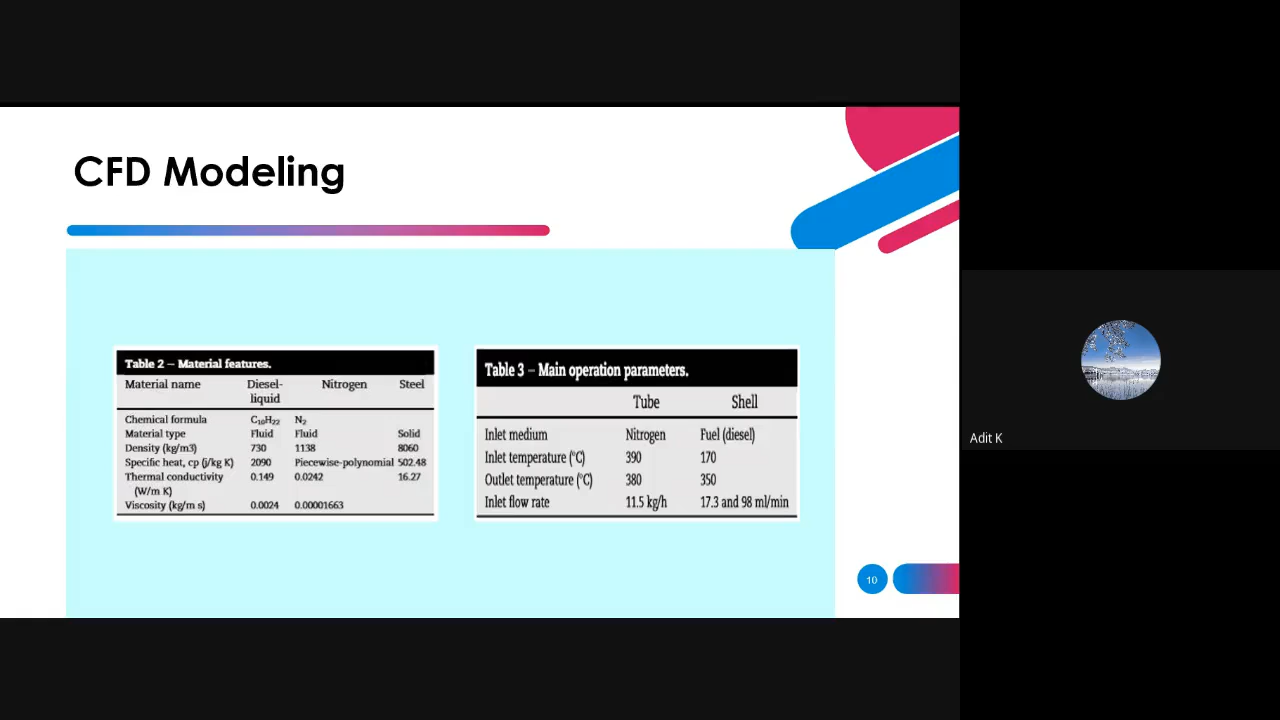 CFD Modeling
Table 2 – Material features.
Material name Diesel- Nitrogen Steel
liquid
Chemical formula C₁₀H₂₂ N₂
Material type Fluid Fluid Solid
Density (kg/m3) 730 1138 8060
Specific heat, cp (j/kg K) 2090 Piecewise-polynomial 502.48
Thermal conductivity 0.149 0.0242 16.27
(W/m K)
Viscosity (kg/m s) 0.0024 0.00001663
Table 3 – Main operation parameters.
Tube Shell
Inlet medium Nitrogen Fuel (diesel)
Inlet temperature (°C) 390 170
Outlet temperature (°C) 380 350
Inlet flow rate 11.5 kg/h 17.3 and 98 ml/min
10
Adit K